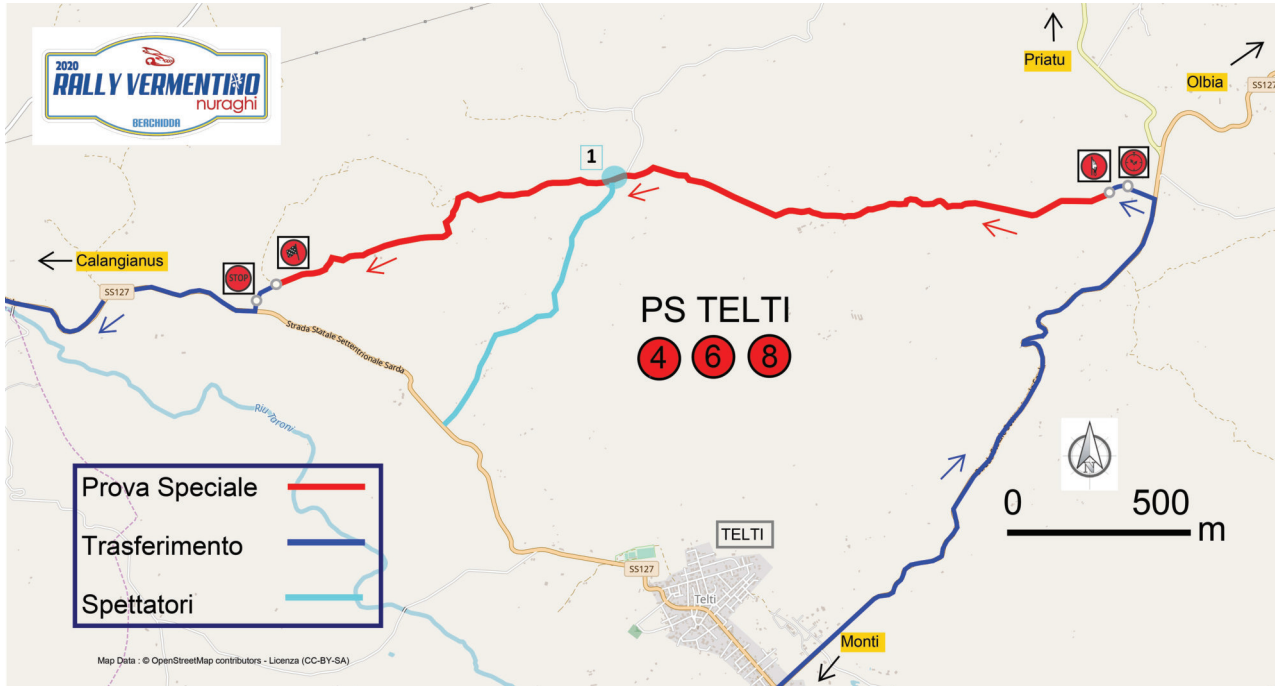 2020
RALLY VERMENTINO
nuraghi
BERCHIDDA
Priatu
Olbia
SS127
1
Calangianus
STOP
SS127
Strada Statale Settentrionale Sarda
PS TELTI
4 6 8
Prova Speciale
Trasferimento
Spettatori
N
0 500
m
TELTI
SS127
Telti
Monti
Map Data : © OpenStreetMap contributors - Licenza (CC-BY-SA)